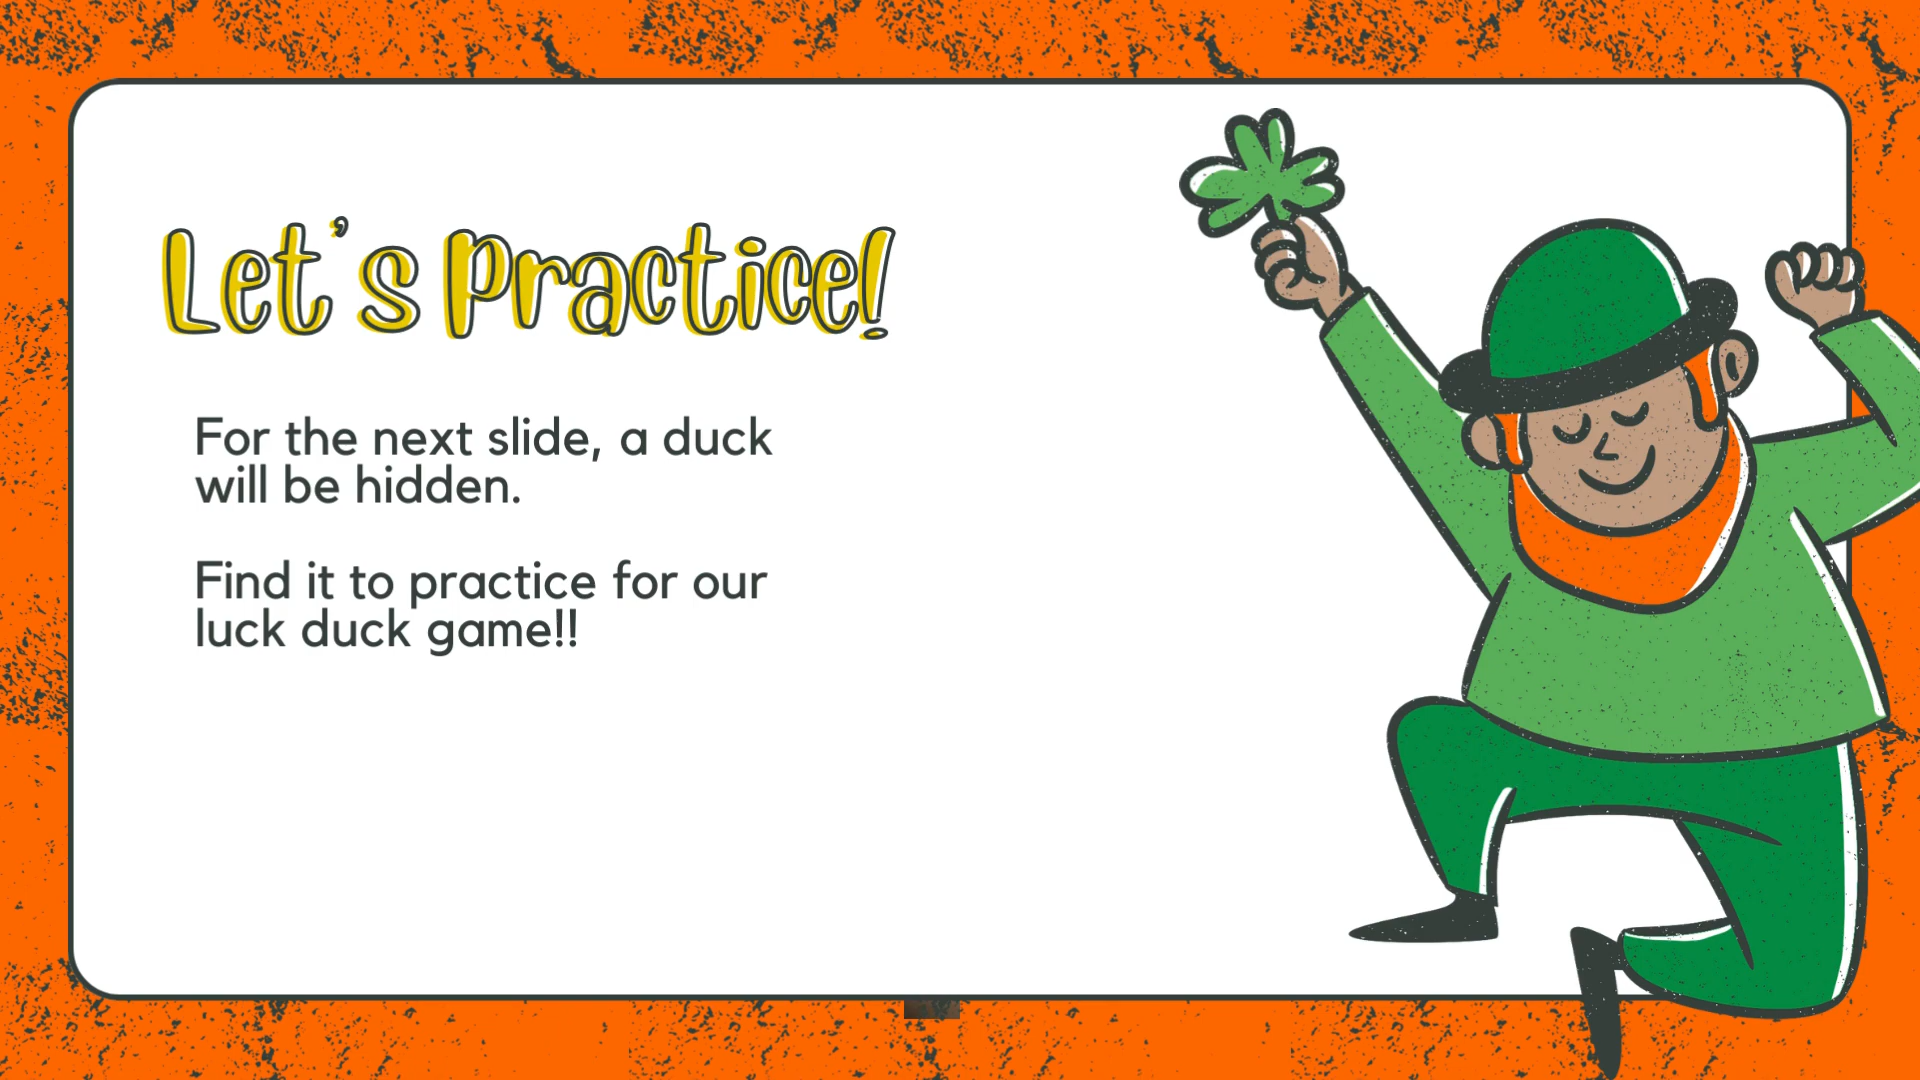 Let's Practice!
For the next slide, a duck
will be hidden.
Find it to practice for our
luck duck game!!